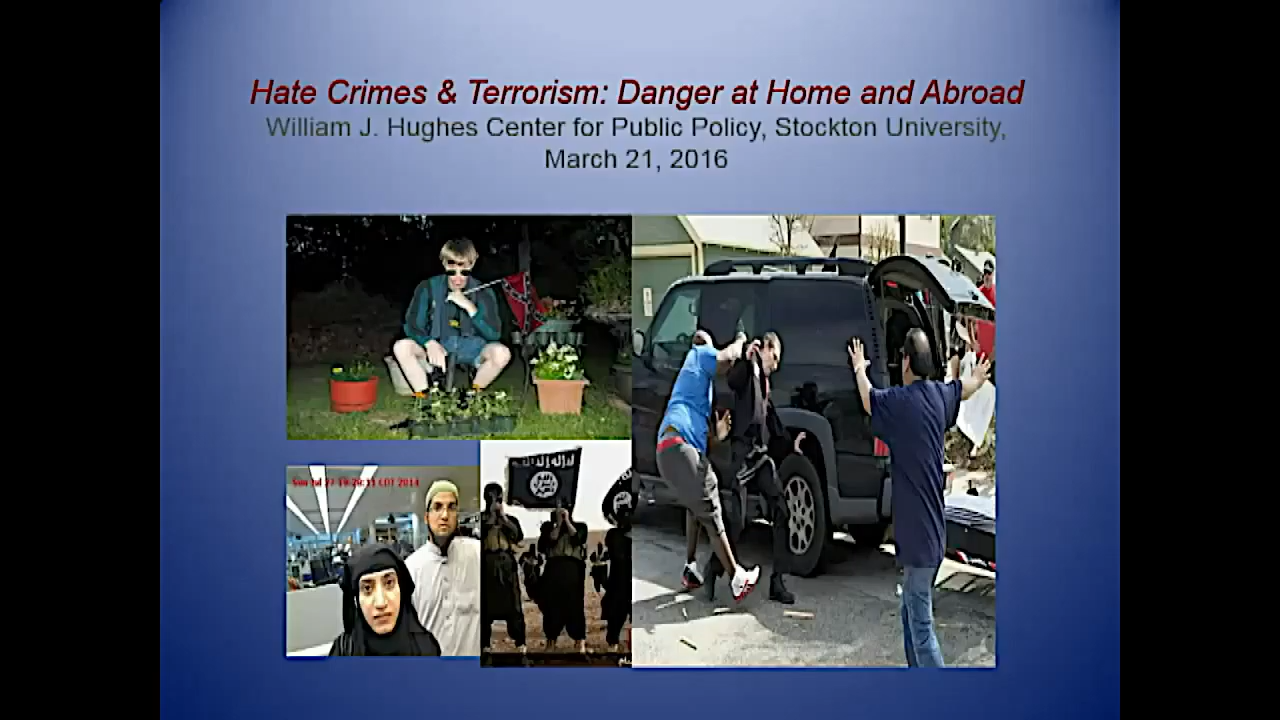 Hate Crimes & Terrorism: Danger at Home and Abroad
William J. Hughes Center for Public Policy, Stockton University,
March 21, 2016